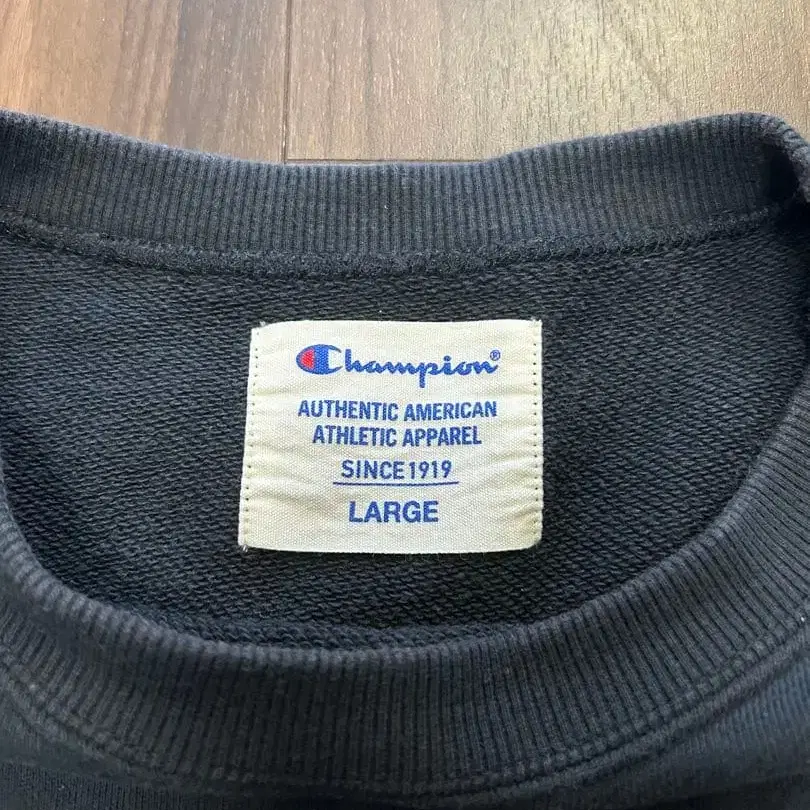 Champion®
AUTHENTIC AMERICAN
ATHLETIC APPAREL
SINCE 1919
LARGE